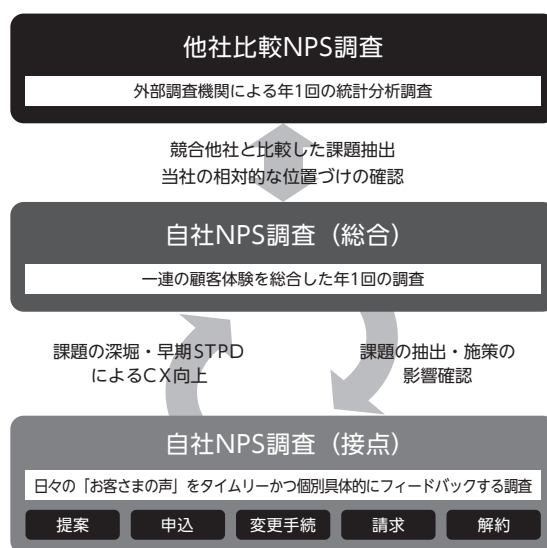 他社比較NPS調査
外部調査機関による年1回の統計分析調査
競合他社と比較した課題抽出
当社の相対的な位置づけの確認
自社NPS調査（総合）
一連の顧客体験を総合した年1回の調査
課題の深堀・早期STPD
によるCX向上
課題の抽出・施策の
影響確認
自社NPS調査（接点）
日々の「お客さまの声」をタイムリーかつ個別具体的にフィードバックする調査
提案 申込 変更手続 請求 解約